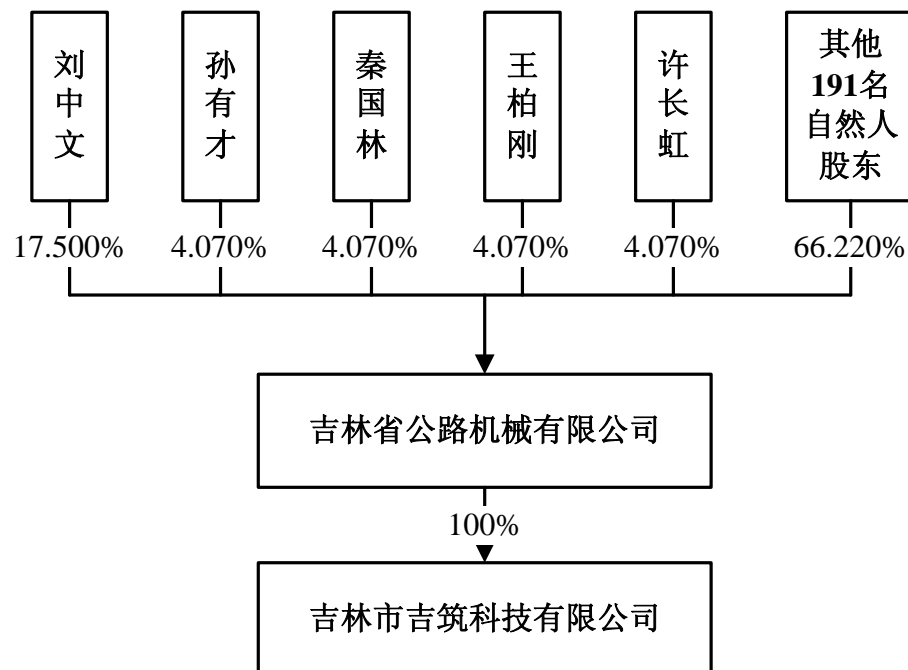 刘中文
孙有才
秦国林
王柏刚
许长虹
其他
191名
自然人
股东
17.500%
4.070%
4.070%
4.070%
4.070%
66.220%
吉林省公路机械有限公司
100%
吉林市吉筑科技有限公司